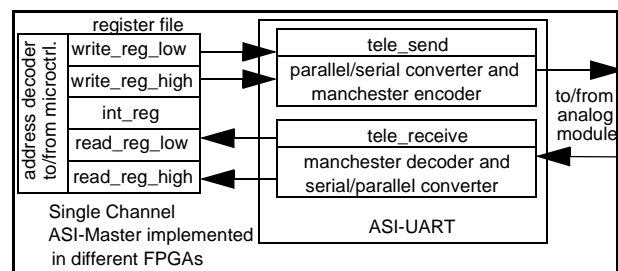 register file
address decoder
to/from microctrl.
write_reg_low
write_reg_high
int_reg
read_reg_low
read_reg_high
tele_send
parallel/serial converter and
manchester encoder
tele_receive
manchester decoder and
serial/parallel converter
ASI-UART
to/from
analog
module
Single Channel
ASI-Master implemented
in different FPGAs